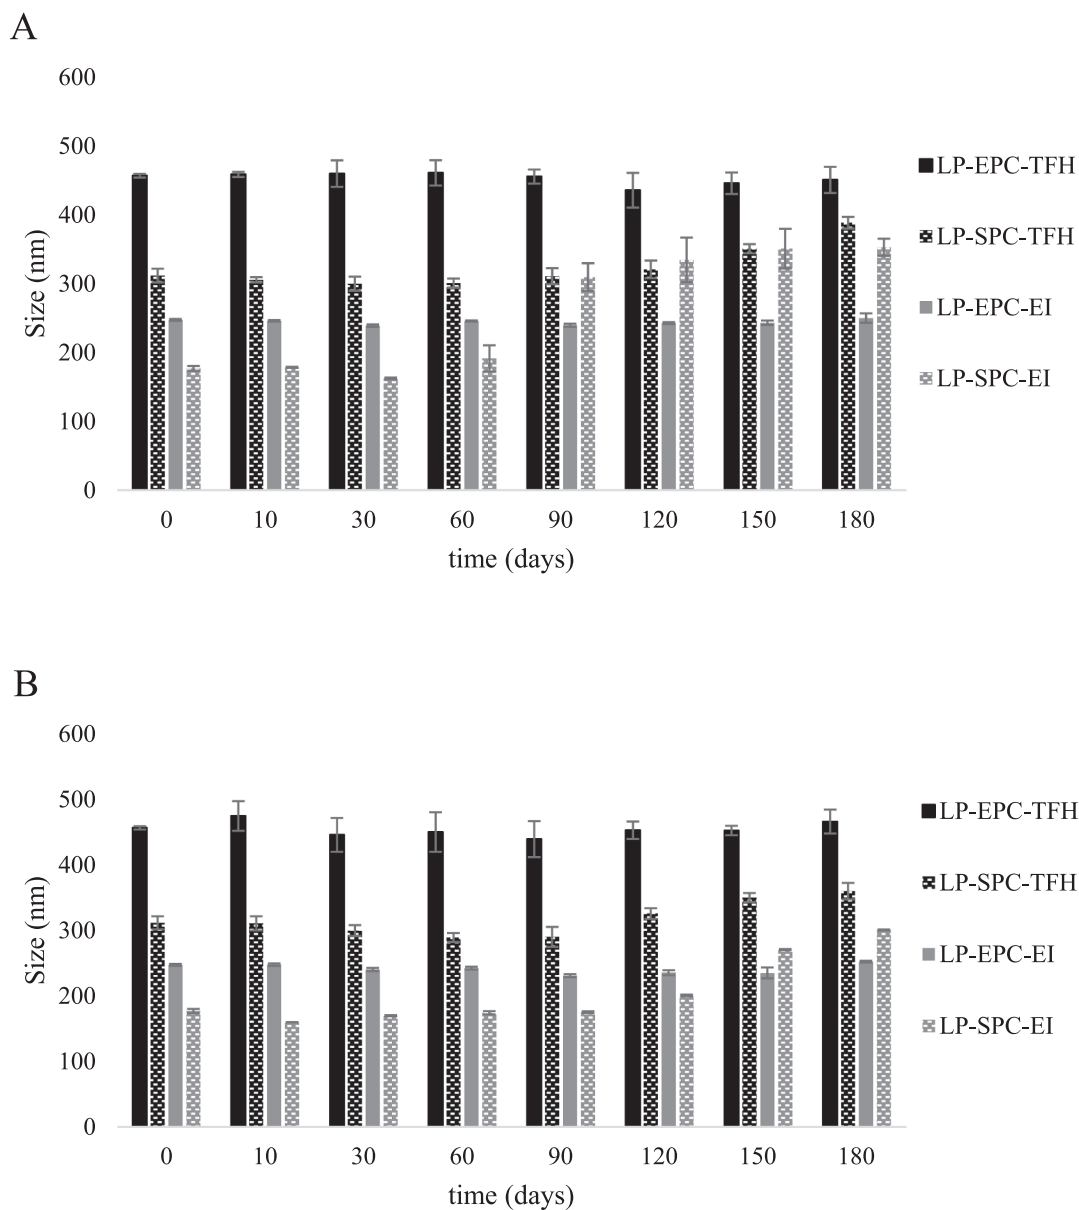 A
600
500
400
300
200
100
0
Size (nm)
0 10 30 60 90 120 150 180
time (days)
LP-EPC-TFH
LP-SPC-TFH
LP-EPC-EI
LP-SPC-EI
B
600
500
400
300
200
100
0
Size (nm)
0 10 30 60 90 120 150 180
time (days)
LP-EPC-TFH
LP-SPC-TFH
LP-EPC-EI
LP-SPC-EI